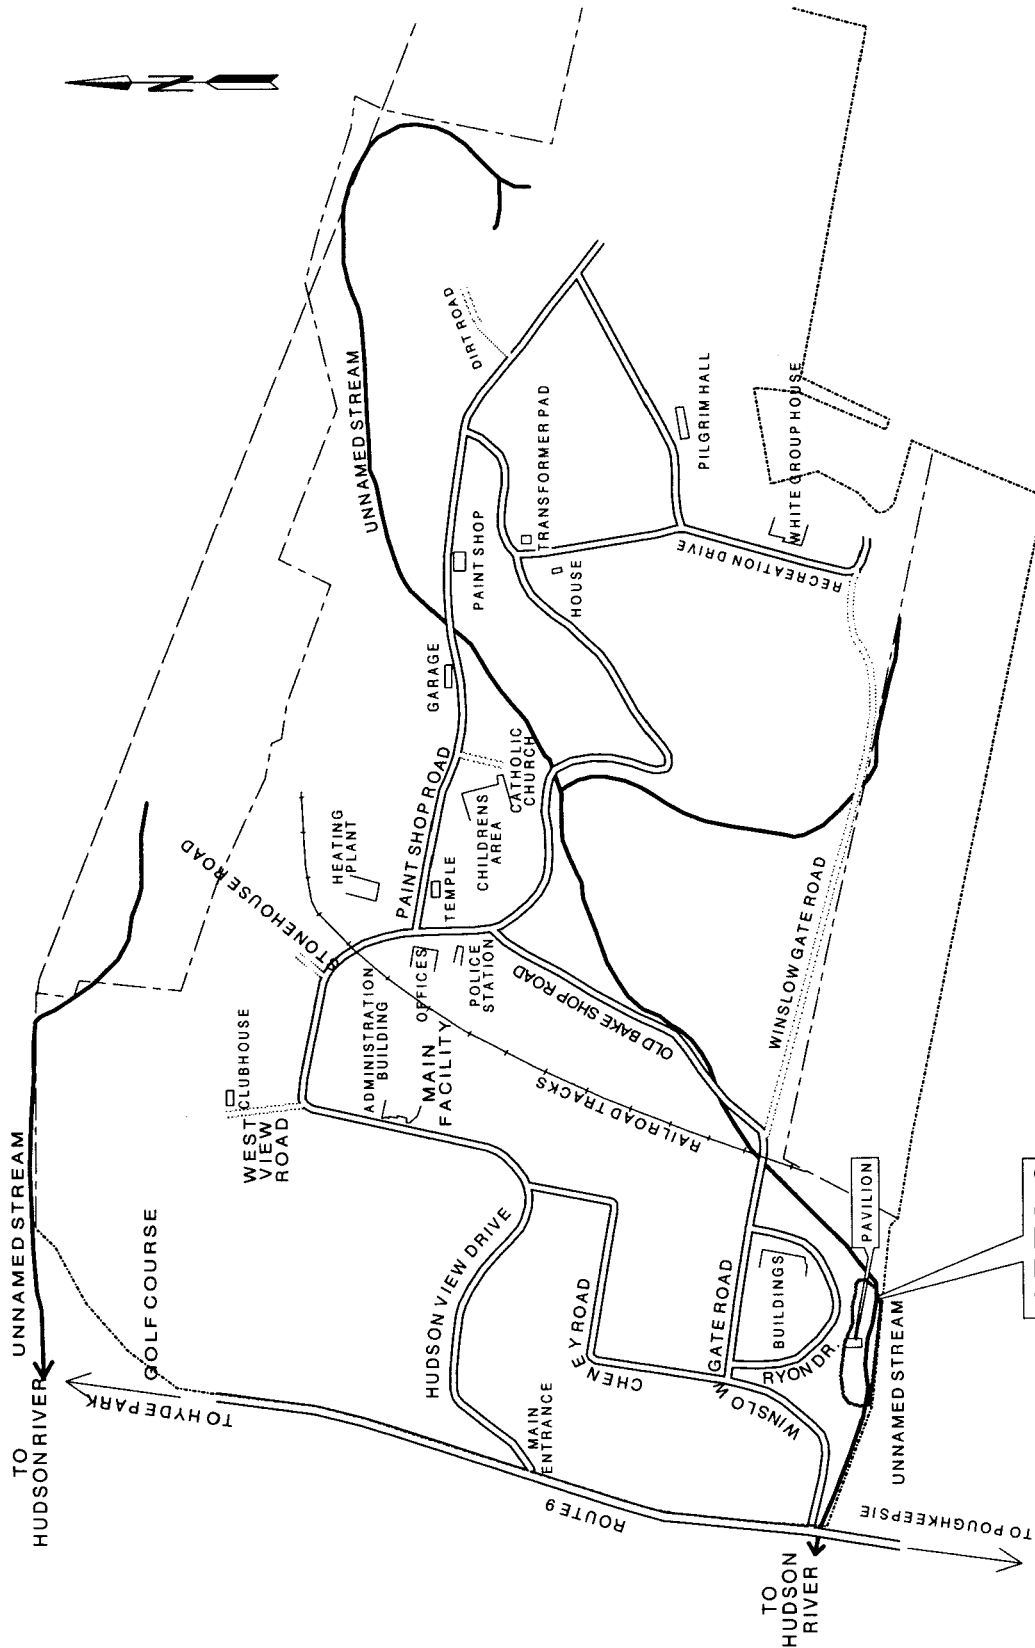 N
UNNAMED STREAM
TO
HUDSON RIVER
GOLF COURSE
TO HYDE PARK
WEST
VIEW
ROAD
CLUBHOUSE
STONEHOUSE ROAD
HEATING
PLANT
ADMINISTRATION
BUILDING
MAIN
FACILITY
OFFICES
POLICE
STATION
TEMPLE
PAINT SHOP ROAD
CHILDRENS
AREA
CATHOLIC
CHURCH
GARAGE
PAINT SHOP
UNNAMED STREAM
DIRT ROAD
TRANSFORMER PAD
HOUSE
PILGRIM HALL
RECREATION DRIVE
WHITE GROUP HOUSE
OLD BAKE SHOP ROAD
RAILROAD TRACKS
WINSLOW GATE ROAD
HUDSON VIEW DRIVE
CHENEY ROAD
MAIN
ENTRANCE
ROUTE 9
WINSLOW GATE ROAD
BUILDINGS
RYON DR.
PAVILION
UNNAMED STREAM
TO
HUDSON
RIVER
TO POUGHKEEPSIE